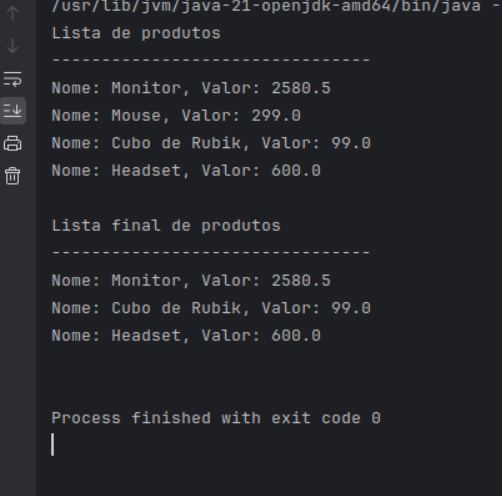 /usr/lib/jvm/java-21-openjdk-amd64/bin/java -
Lista de produtos
--------------------------------
Nome: Monitor, Valor: 2580.5
Nome: Mouse, Valor: 299.0
Nome: Cubo de Rubik, Valor: 99.0
Nome: Headset, Valor: 600.0
Lista final de produtos
--------------------------------
Nome: Monitor, Valor: 2580.5
Nome: Cubo de Rubik, Valor: 99.0
Nome: Headset, Valor: 600.0
Process finished with exit code 0